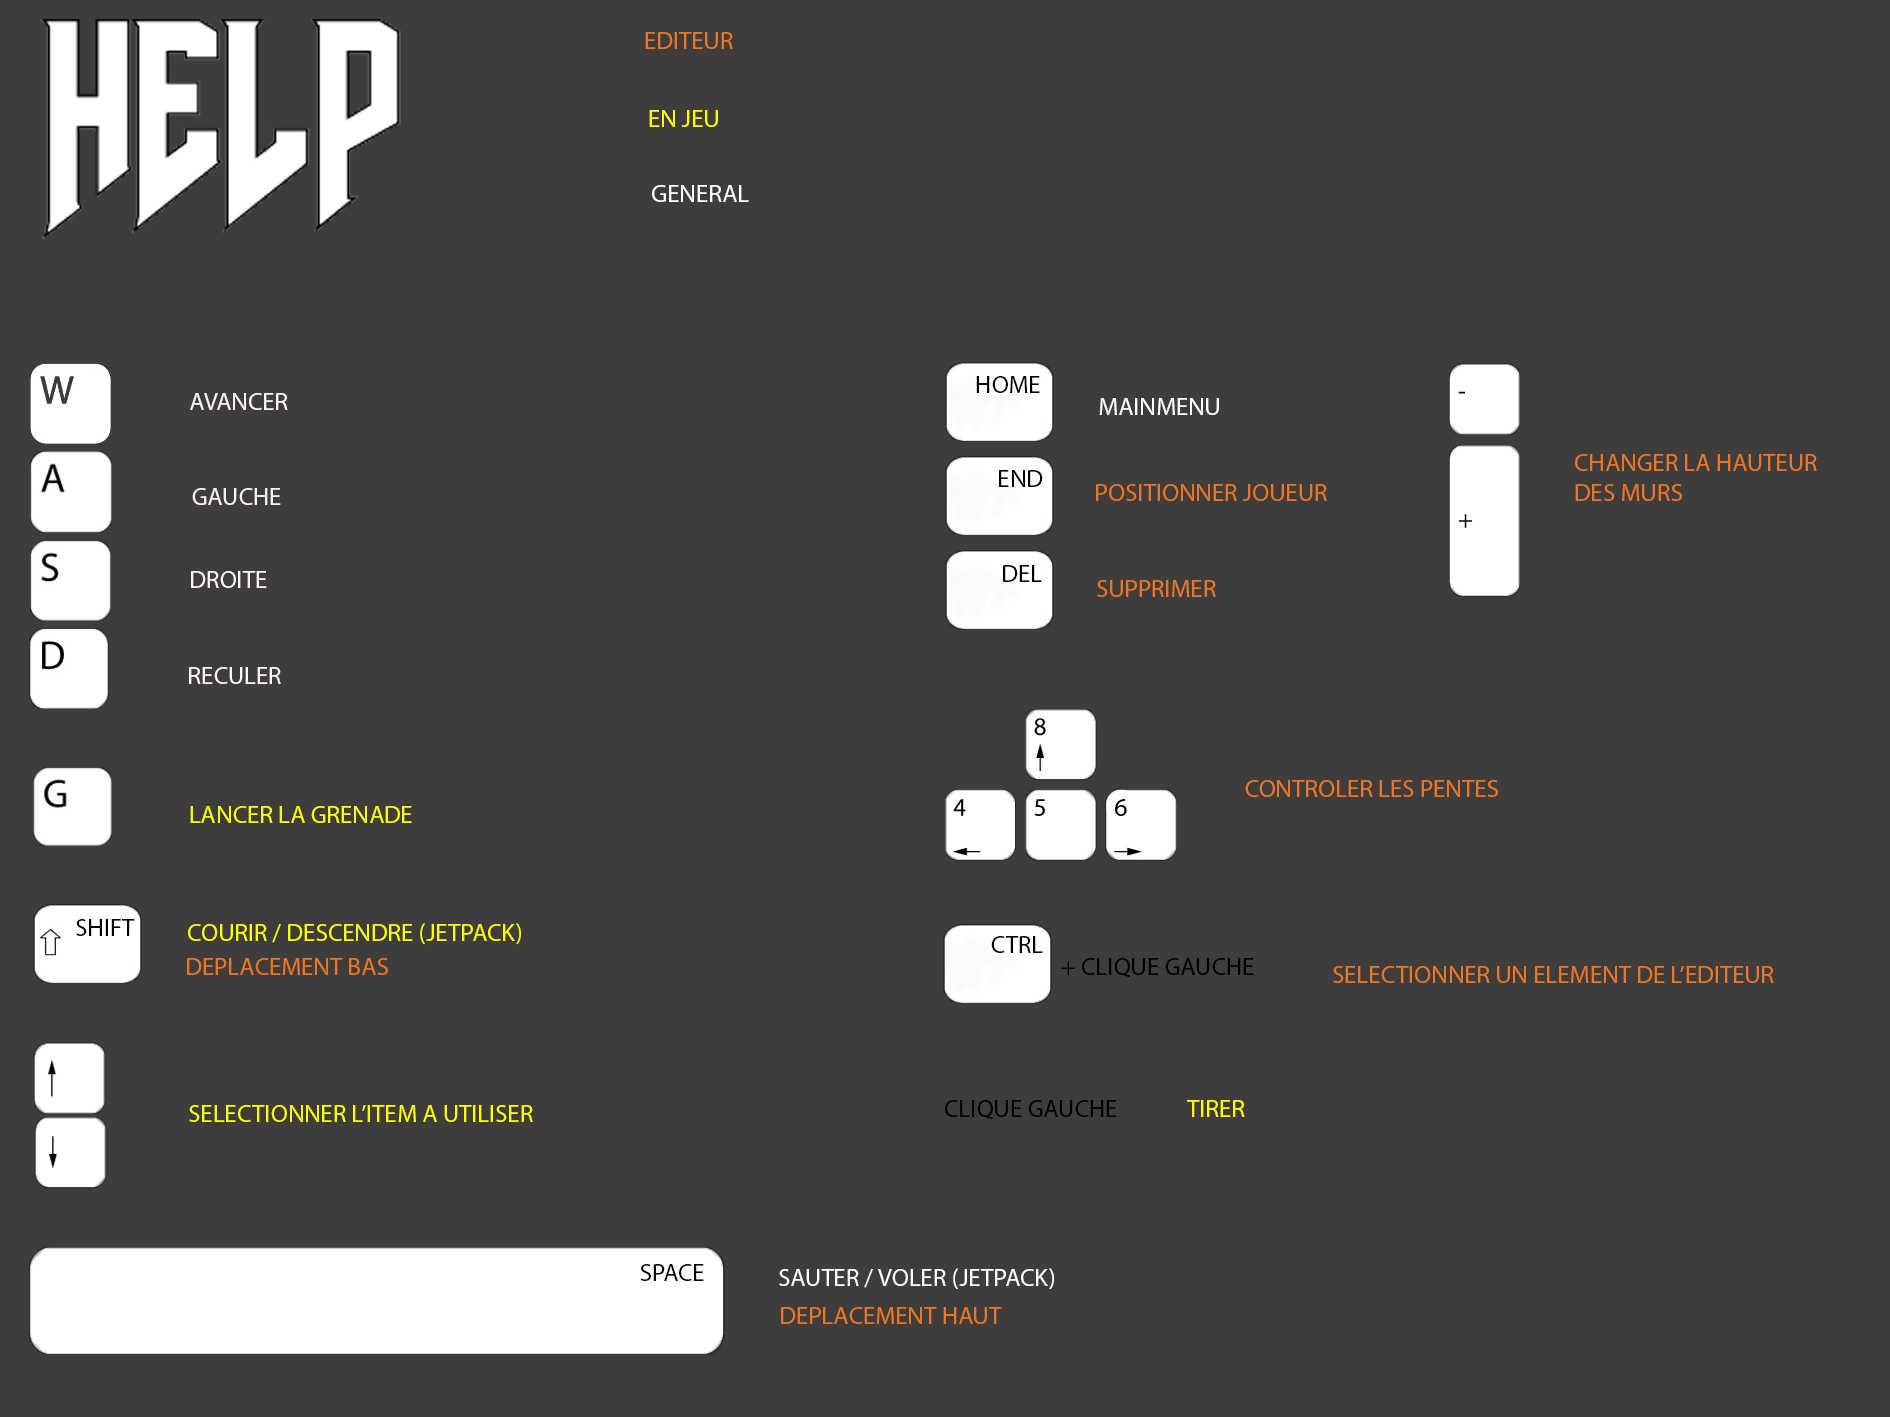 HELP
EDITEUR
EN JEU
GENERAL
W
AVANCER
A
GAUCHE
S
DROITE
D
RECULER
G
LANCER LA GRENADE
SHIFT
COURIR / DESCENDRE (JETPACK)
DEPLACEMENT BAS
SELECTIONNER L'ITEM A UTILISER
SPACE
SAUTER / VOLER (JETPACK)
DEPLACEMENT HAUT
HOME
MAINMENU
END
POSITIONNER JOUEUR
DEL
SUPPRIMER
-
+
CHANGER LA HAUTEUR
DES MURS
8
4
5
6
CONTROLER LES PENTES
CTRL
+ CLIQUE GAUCHE
SELECTIONNER UN ELEMENT DE L'EDITEUR
CLIQUE GAUCHE
TIRER